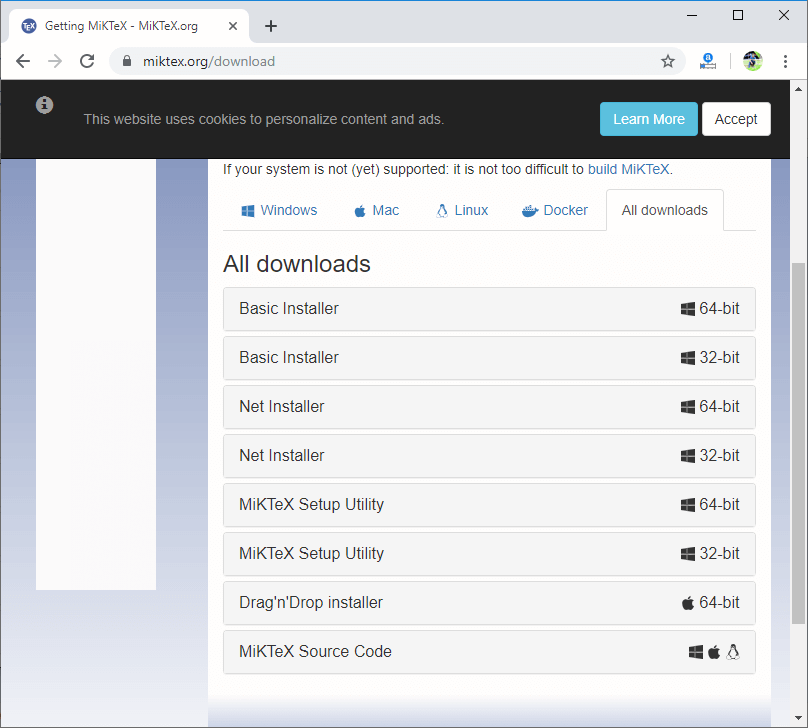 Getting MiKTeX - MiKTeX.org
miktex.org/download
This website uses cookies to personalize content and ads.
Learn More
Accept
If your system is not (yet) supported: it is not too difficult to build MiKTeX.
Windows
Mac
Linux
Docker
All downloads
All downloads
Basic Installer 64-bit
Basic Installer 32-bit
Net Installer 64-bit
Net Installer 32-bit
MiKTeX Setup Utility 64-bit
MiKTeX Setup Utility 32-bit
Drag'n'Drop installer 64-bit
MiKTeX Source Code